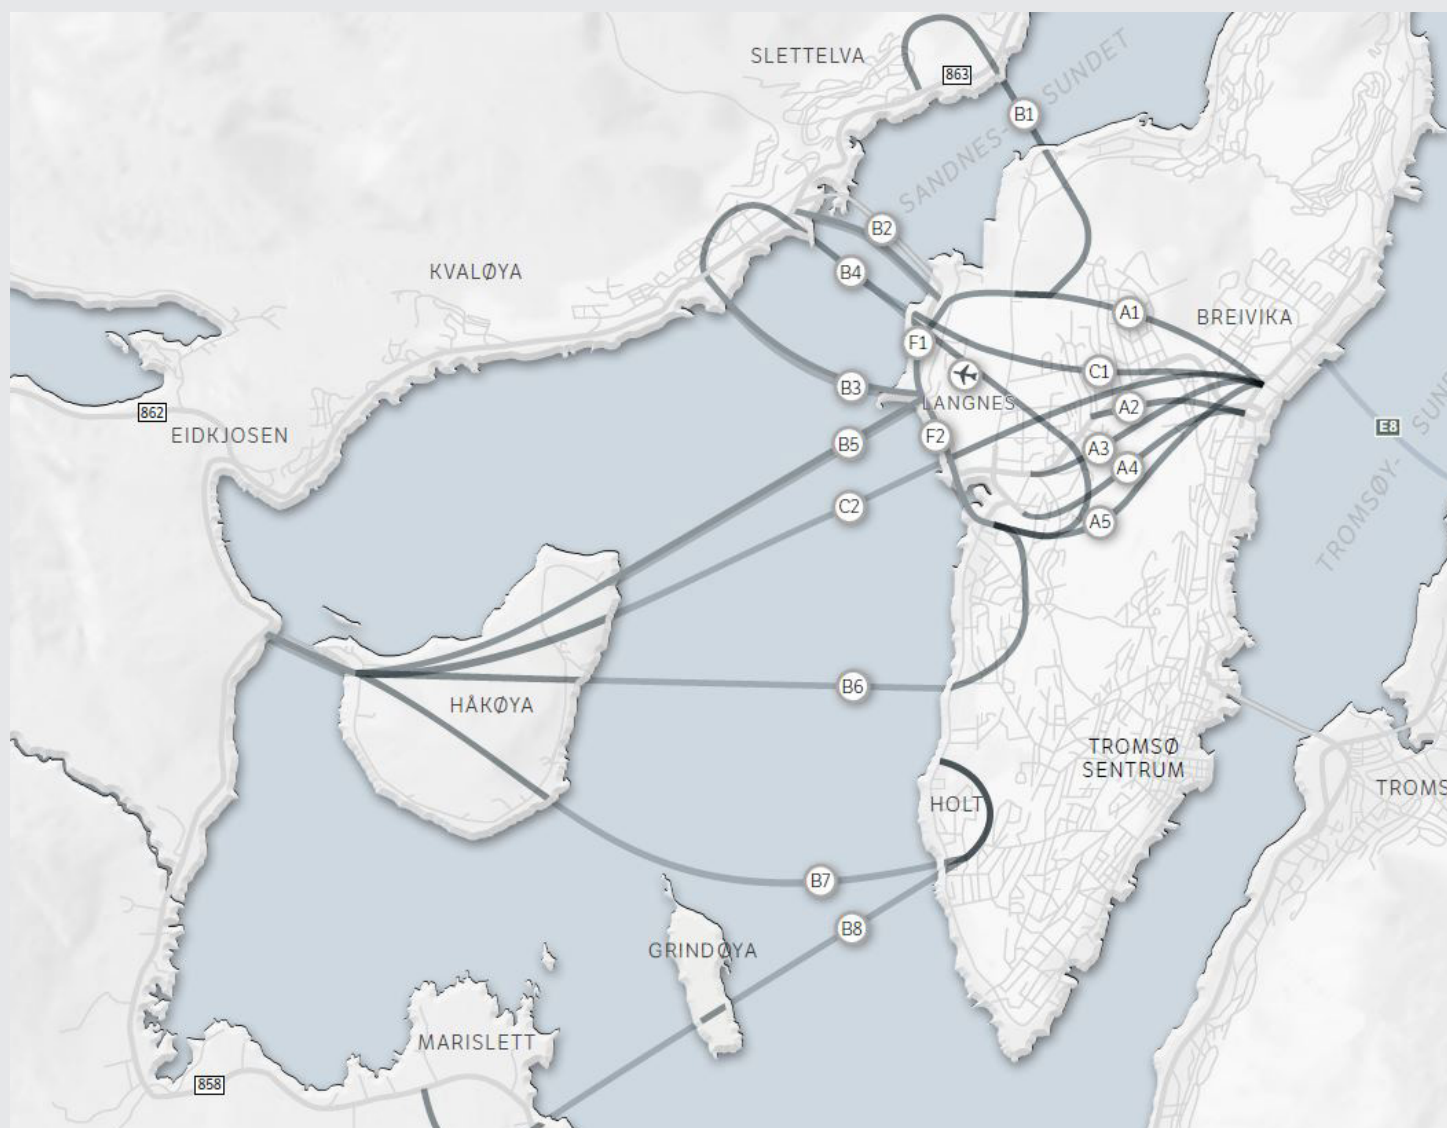 SLETTELVA
863
B1
SANDNES-
SUNDET
B2
KVALØYA
B4
A1
BREIVIKA
F1
C1
B3
LANGNES
A2
862
EIDKJOSEN
E8
TROMSØY-
SUND
F2
B5
A3
A4
C2
A5
B6
HÅKØYA
TROMSØ
SENTRUM
TROMS
HOLT
B7
B8
GRINDØYA
MARISLETT
858